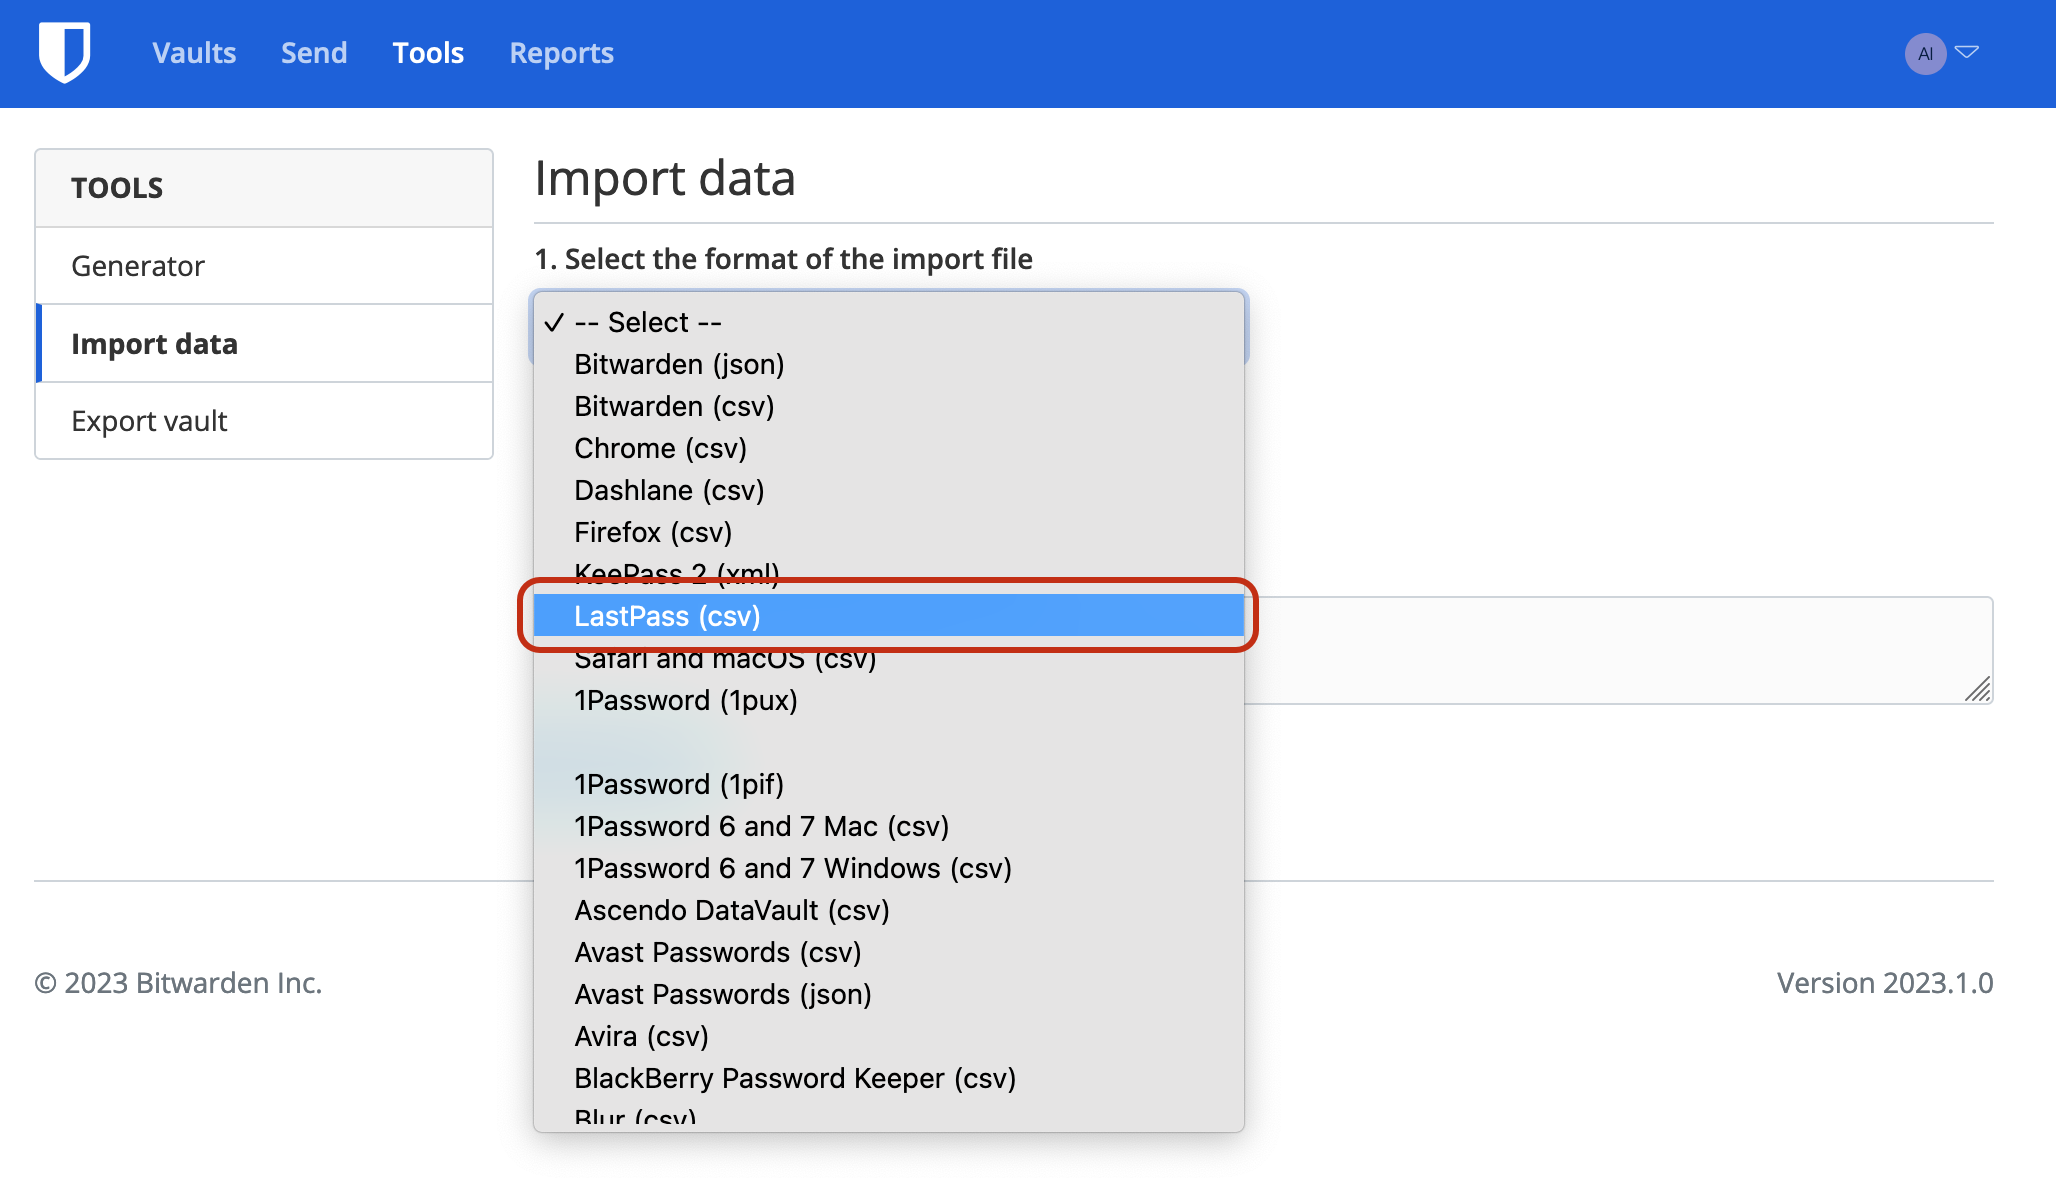 Vaults Send Tools Reports
AI
TOOLS
Generator
Import data
Export vault
Import data
1. Select the format of the import file
✓ -- Select --
Bitwarden (json)
Bitwarden (csv)
Chrome (csv)
Dashlane (csv)
Firefox (csv)
KeePass 2 (xml)
LastPass (csv)
Safari and macOS (csv)
1Password (1pux)
1Password (1pif)
1Password 6 and 7 Mac (csv)
1Password 6 and 7 Windows (csv)
Ascendo DataVault (csv)
Avast Passwords (csv)
Avast Passwords (json)
Avira (csv)
BlackBerry Password Keeper (csv)
Blur (csv)
© 2023 Bitwarden Inc.
Version 2023.1.0